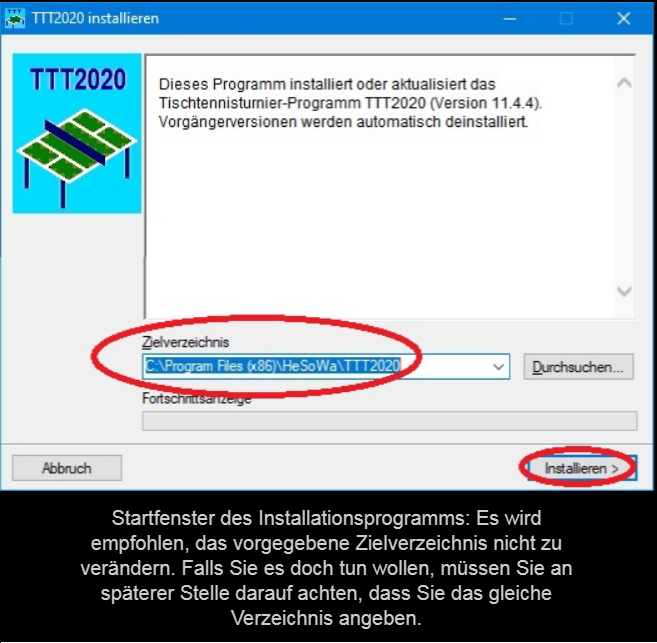 TTT2020 installieren
TTT2020
Dieses Programm installiert oder aktualisiert das
Tischtennisturnier-Programm TTT2020 (Version 11.4.4).
Vorgängerversionen werden automatisch deinstalliert.
Zielverzeichnis
C:\Program Files (x86)\HeSoWa\TTT2020
Durchsuchen...
Fortschrittsanzeige
Abbruch
Installieren >
Startfenster des Installationsprogramms: Es wird
empfohlen, das vorgegebene Zielverzeichnis nicht zu
verändern. Falls Sie es doch tun wollen, müssen Sie an
späterer Stelle darauf achten, dass Sie das gleiche
Verzeichnis angeben.